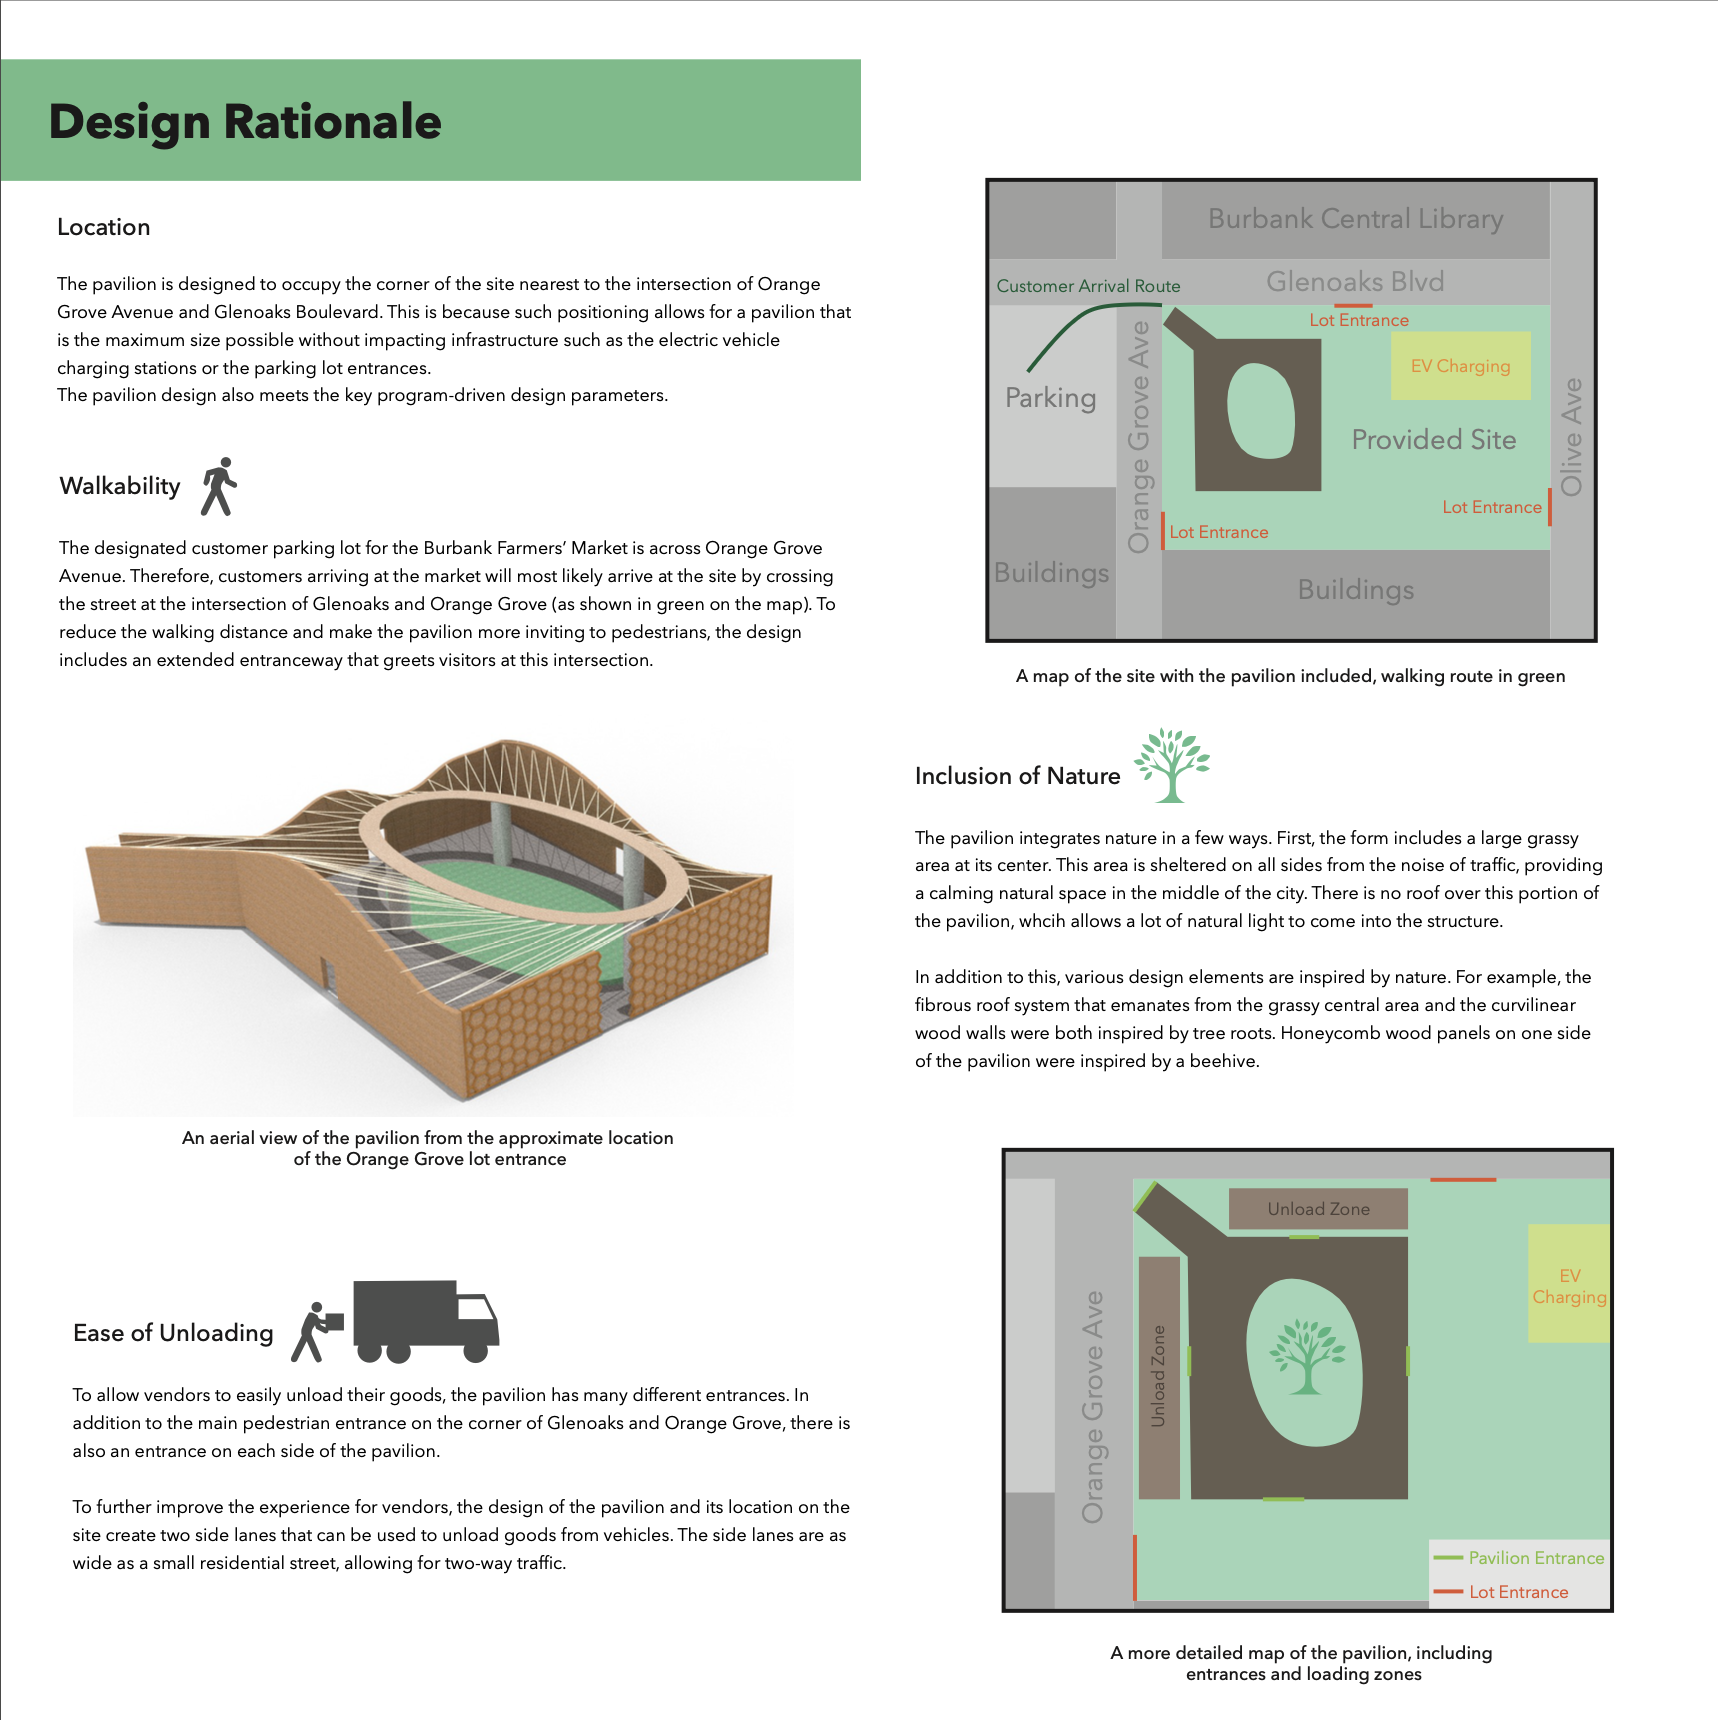 Design Rationale
Location
The pavilion is designed to occupy the corner of the site nearest to the intersection of Orange
Grove Avenue and Glenoaks Boulevard. This is because such positioning allows for a pavilion that
is the maximum size possible without impacting infrastructure such as the electric vehicle
charging stations or the parking lot entrances.
The pavilion design also meets the key program-driven design parameters.
Walkability
The designated customer parking lot for the Burbank Farmers’ Market is across Orange Grove
Avenue. Therefore, customers arriving at the market will most likely arrive at the site by crossing
the street at the intersection of Glenoaks and Orange Grove (as shown in green on the map). To
reduce the walking distance and make the pavilion more inviting to pedestrians, the design
includes an extended entranceway that greets visitors at this intersection.
An aerial view of the pavilion from the approximate location
of the Orange Grove lot entrance
Ease of Unloading
To allow vendors to easily unload their goods, the pavilion has many different entrances. In
addition to the main pedestrian entrance on the corner of Glenoaks and Orange Grove, there is
also an entrance on each side of the pavilion.
To further improve the experience for vendors, the design of the pavilion and its location on the
site create two side lanes that can be used to unload goods from vehicles. The side lanes are as
wide as a small residential street, allowing for two-way traffic.
Burbank Central Library
Glenoaks Blvd
Customer Arrival Route
Lot Entrance
EV Charging
Parking
Orange Grove Ave
Provided Site
Olive Ave
Lot Entrance
Lot Entrance
Buildings
Buildings
A map of the site with the pavilion included, walking route in green
Inclusion of Nature
The pavilion integrates nature in a few ways. First, the form includes a large grassy
area at its center. This area is sheltered on all sides from the noise of traffic, providing
a calming natural space in the middle of the city. There is no roof over this portion of
the pavilion, whcih allows a lot of natural light to come into the structure.
In addition to this, various design elements are inspired by nature. For example, the
fibrous roof system that emanates from the grassy central area and the curvilinear
wood walls were both inspired by tree roots. Honeycomb wood panels on one side
of the pavilion were inspired by a beehive.
Unload Zone
EV
Charging
Unload Zone
Orange Grove Ave
Pavilion Entrance
Lot Entrance
A more detailed map of the pavilion, including
entrances and loading zones